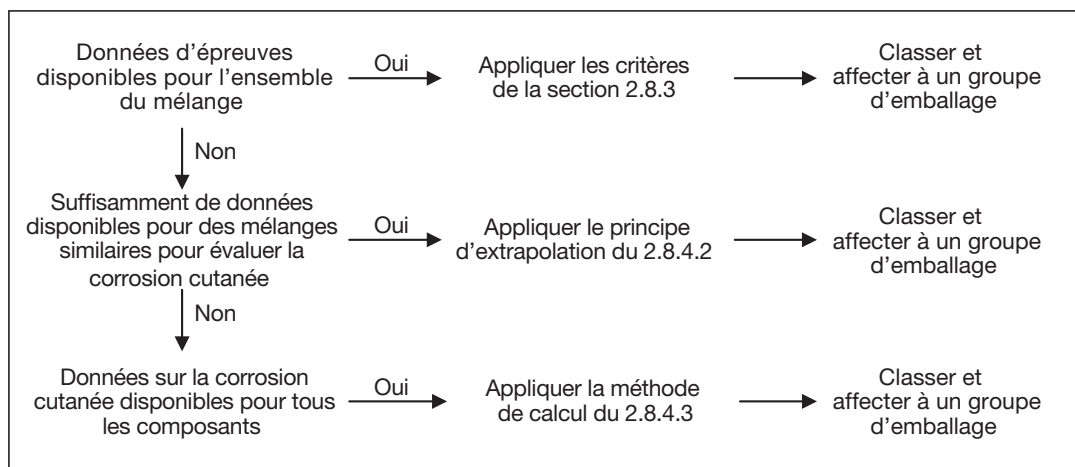 Données d'épreuves
disponibles pour l'ensemble
du mélange
Oui
Appliquer les critères
de la section 2.8.3
Classer et
affecter à un groupe
d'emballage
Non
Suffisamment de données
disponibles pour des mélanges
similaires pour évaluer la
corrosion cutanée
Oui
Appliquer le principe
d'extrapolation du 2.8.4.2
Classer et
affecter à un groupe
d'emballage
Non
Données sur la corrosion
cutanée disponibles pour tous
les composants
Oui
Appliquer la méthode
de calcul du 2.8.4.3
Classer et
affecter à un groupe
d'emballage